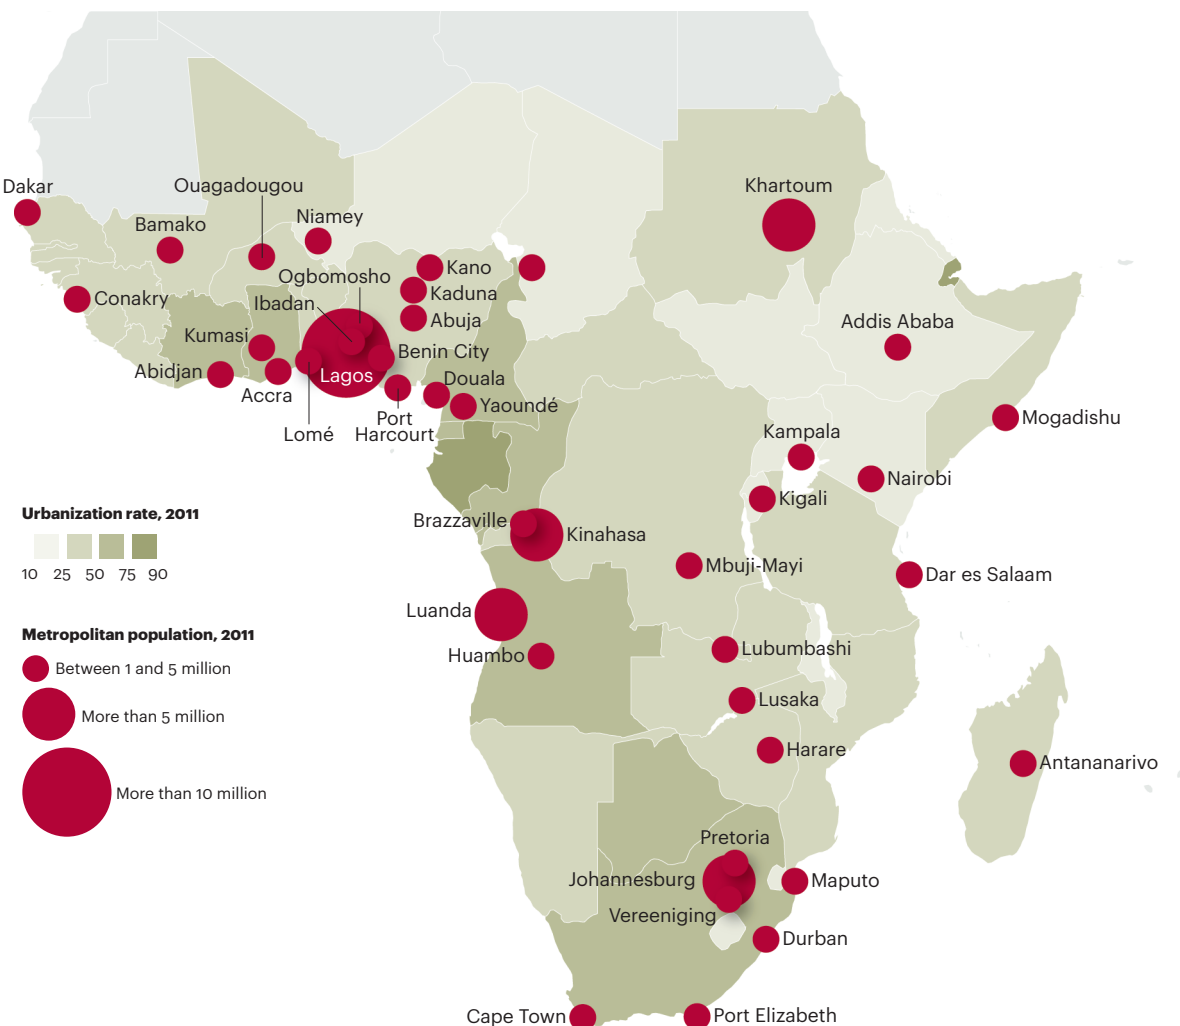 Dakar
Ouagadougou
Khartoum
Bamako
Niamey
Ogbomosho
Kano
Conakry
Kaduna
Ibadan
Abuja
Addis Ababa
Kumasi
Benin City
Abidjan
Lagos
Douala
Accra
Yaoundé
Port
Harcourt
Lomé
Mogadishu
Kampala
Nairobi
Kigali
Urbanization rate, 2011
10 25 50 75 90
Brazzaville
Kinahasa
Mbuji-Mayi
Dar es Salaam
Luanda
Metropolitan population, 2011
Between 1 and 5 million
More than 5 million
More than 10 million
Huambo
Lubumbashi
Lusaka
Harare
Antananarivo
Pretoria
Johannesburg
Maputo
Vereeniging
Durban
Cape Town
Port Elizabeth